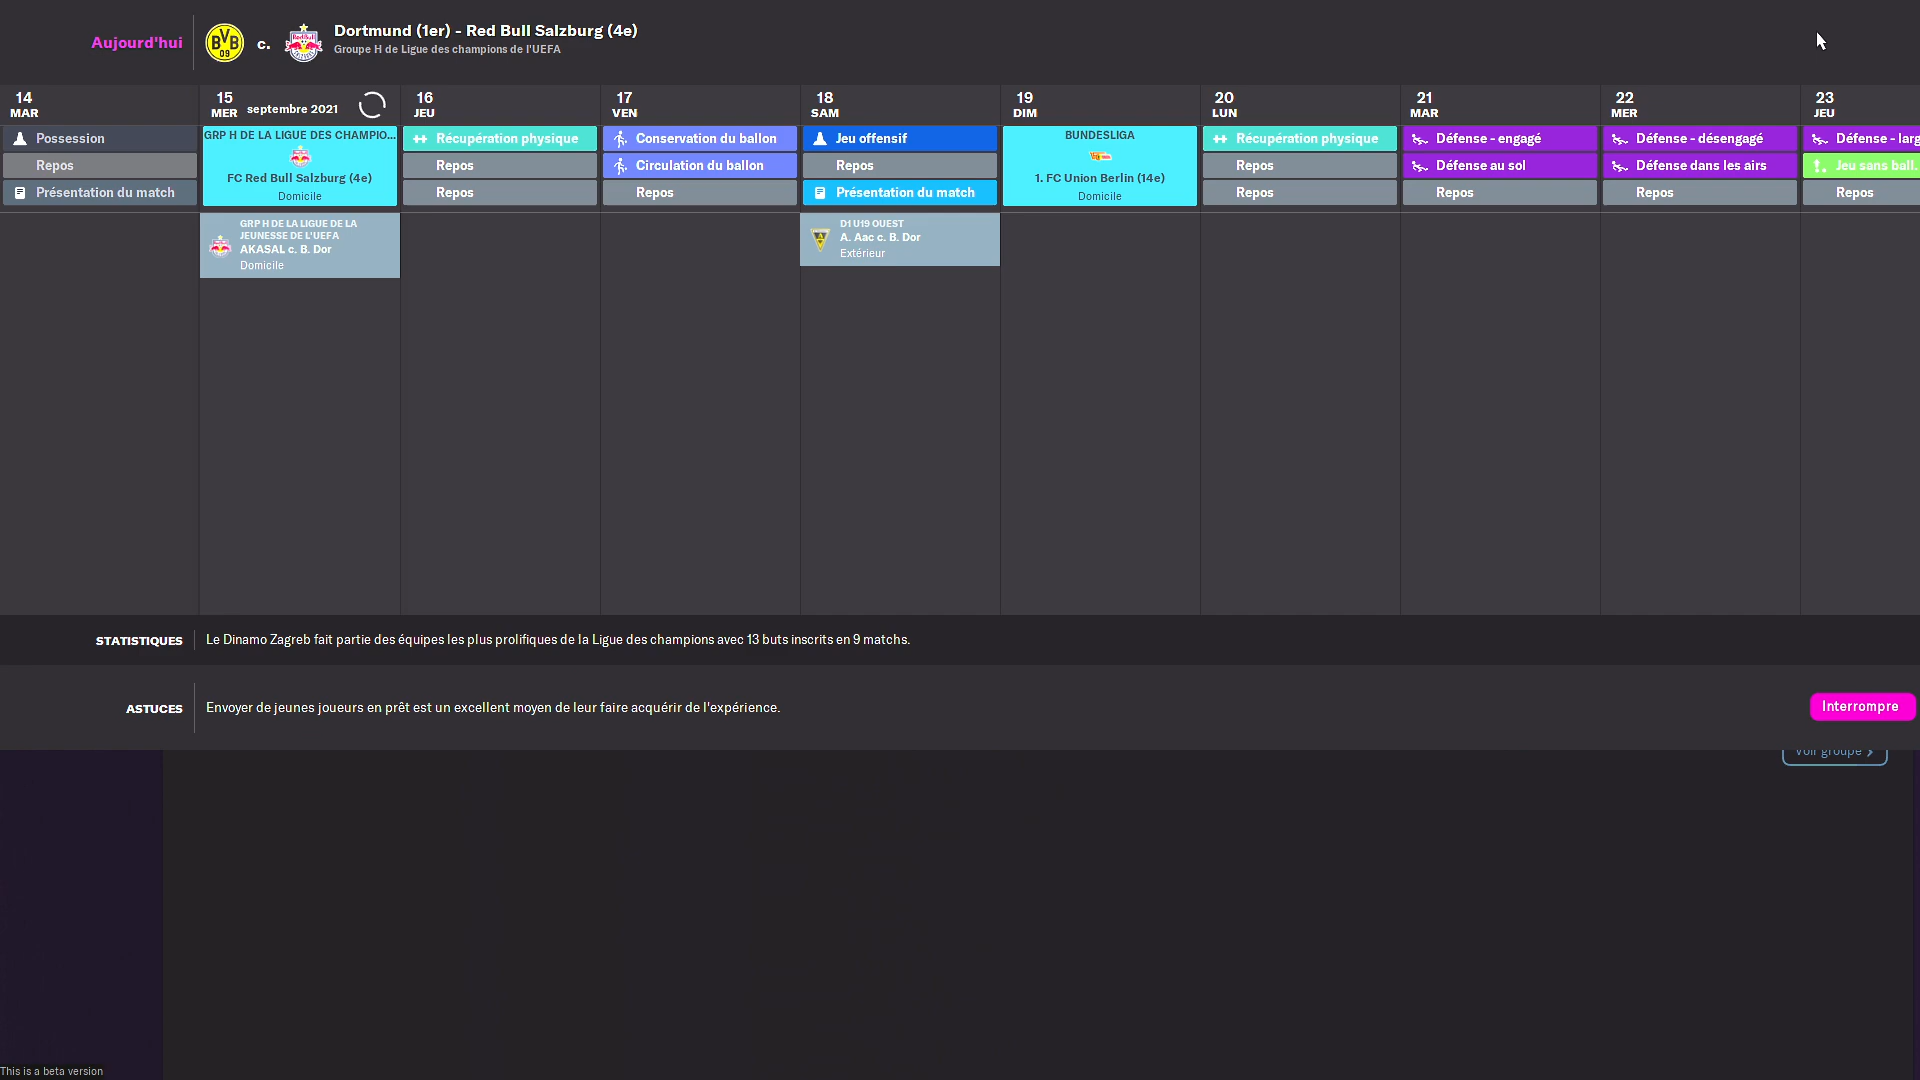 Aujourd'hui
c.
Dortmund (1er) - Red Bull Salzburg (4e)
Groupe H de Ligue des champions de l'UEFA
14
MAR
15
MER septembre 2021
16
JEU
17
VEN
18
SAM
19
DIM
20
LUN
21
MAR
22
MER
23
JEU
Possession
Repos
Présentation du match
GRP H DE LA LIGUE DES CHAMPIO...
FC Red Bull Salzburg (4e)
Domicile
Récupération physique
Repos
Repos
Conservation du ballon
Circulation du ballon
Repos
Jeu offensif
Repos
Présentation du match
BUNDESLIGA
1. FC Union Berlin (14e)
Domicile
Récupération physique
Repos
Repos
Défense - engagé
Défense au sol
Repos
Défense - désengagé
Défense dans les airs
Repos
Défense - larg
Jeu sans ball.
Repos
GRP H DE LA LIGUE DE LA
JEUNESSE DE L'UEFA
AKASAL c. B. Dor
Domicile
D1 U19 OUEST
A. Aac c. B. Dor
Extérieur
STATISTIQUES
Le Dinamo Zagreb fait partie des équipes les plus prolifiques de la Ligue des champions avec 13 buts inscrits en 9 matchs.
ASTUCES
Envoyer de jeunes joueurs en prêt est un excellent moyen de leur faire acquérir de l'expérience.
Interrompre
Voir groupe
This is a beta version